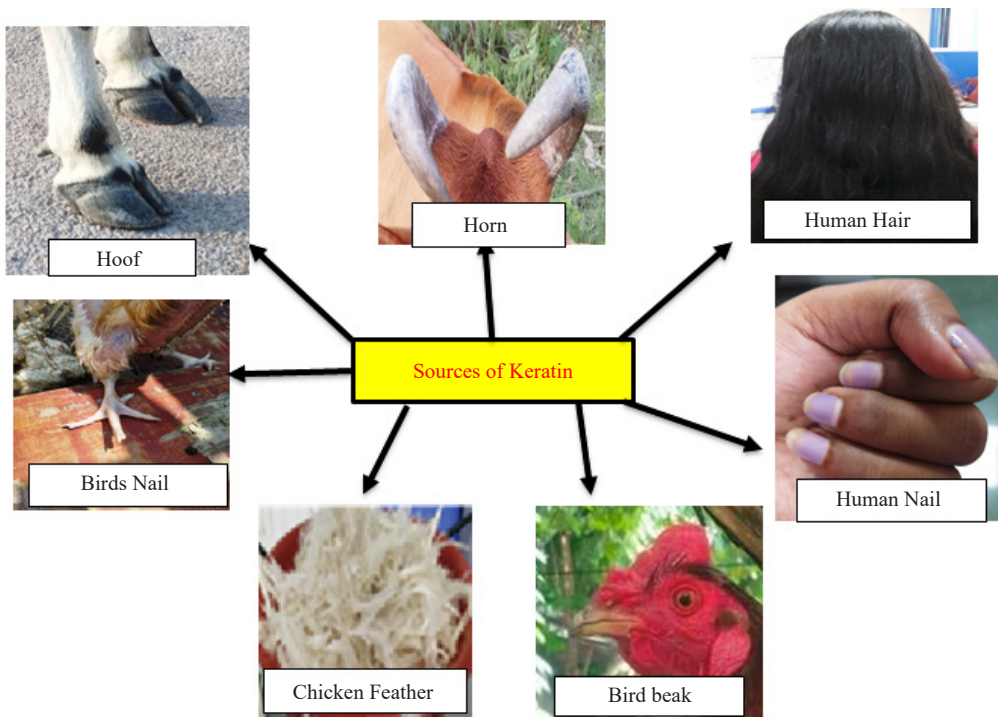 Hoof
Horn
Human Hair
Sources of Keratin
Birds Nail
Human Nail
Chicken Feather
Bird beak